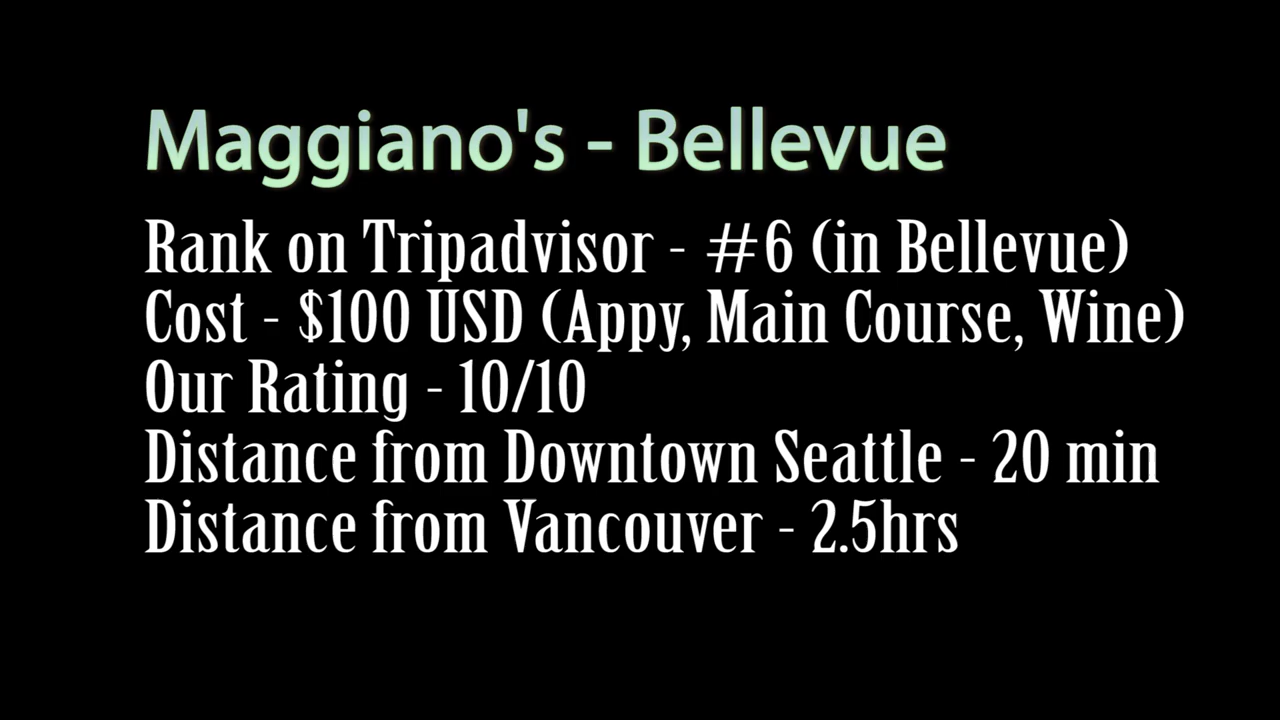 Maggiano's - Bellevue
Rank on Tripadvisor - #6 (in Bellevue)
Cost - $100 USD (Appy, Main Course, Wine)
Our Rating - 10/10
Distance from Downtown Seattle - 20 min
Distance from Vancouver - 2.5hrs